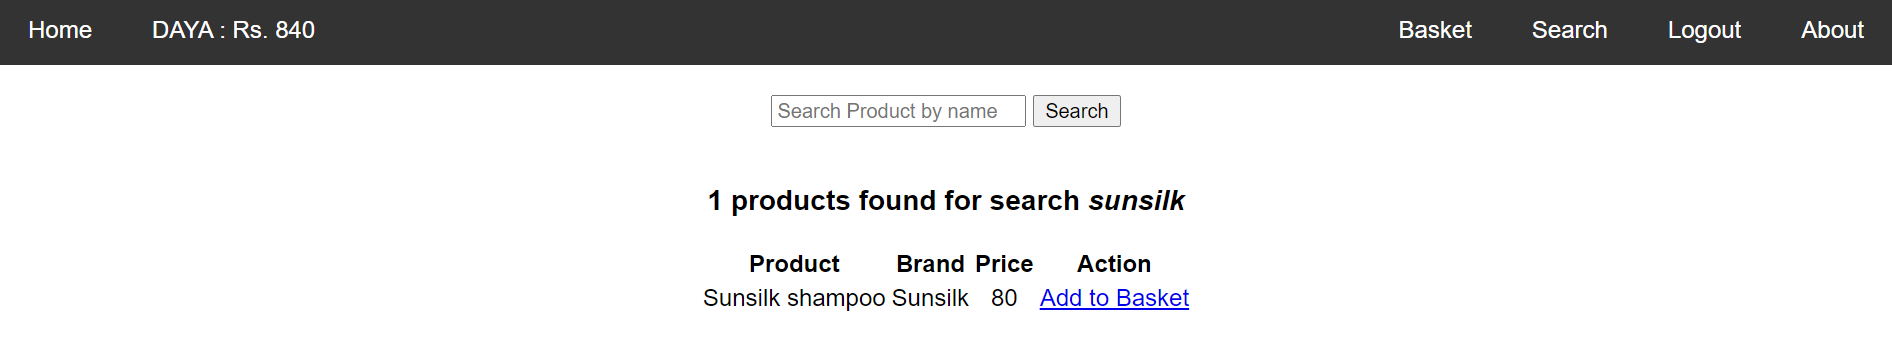 Home DAYA : Rs. 840 Basket Search Logout About
Search Product by name Search
1 products found for search sunsilk
Product Brand Price Action
Sunsilk shampoo Sunsilk 80 Add to Basket